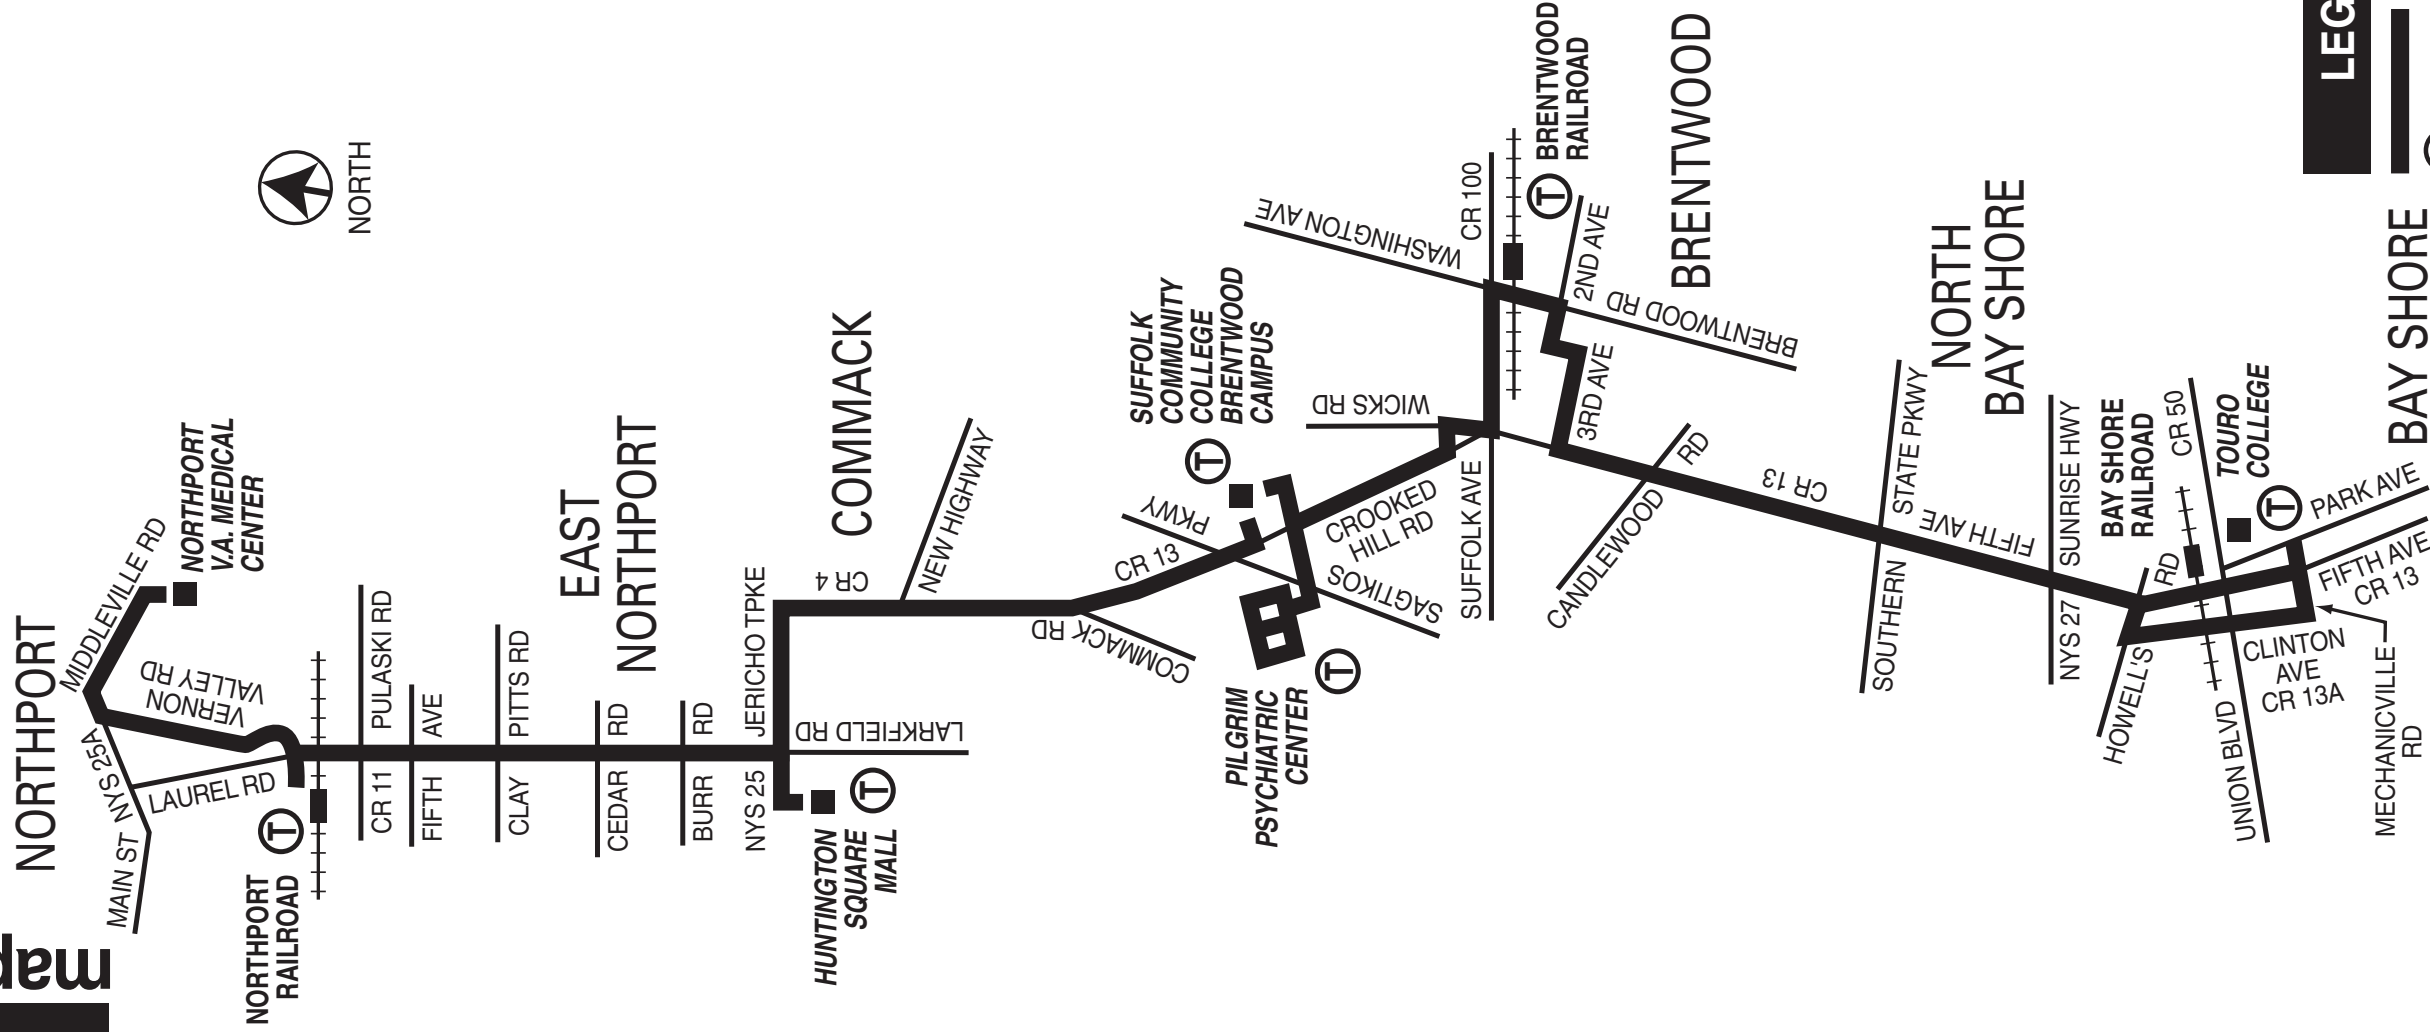 map
NORTH
NORTHPORT
MIDDLEVILLE RD
NORTHPORT
V.A. MEDICAL
CENTER
VERNON
VALLEY RD
NYS 25A
MAIN ST
LAUREL RD
NORTHPORT
RAILROAD
T
CR 11
PULASKI RD
FIFTH
AVE
CLAY
PITTS RD
EAST
NORTHPORT
CEDAR
RD
BURR
RD
NYS 25
JERICHO TPKE
LARKFIELD RD
HUNTINGTON
SQUARE
MALL
T
COMMACK
CR 4
NEW HIGHWAY
COMMACK RD
CR 13
SAGTIKOS
PKWY
SUFFOLK
COMMUNITY
COLLEGE
BRENTWOOD
CAMPUS
T
PILGRIM
PSYCHIATRIC
CENTER
T
CROOKED
HILL RD
WICKS RD
SUFFOLK AVE
CR 100
WASHINGTON AVE
BRENTWOOD
RAILROAD
T
2ND AVE
BRENTWOOD RD
3RD AVE
BRENTWOOD
CANDLEWOOD
RD
CR 13
SOUTHERN
STATE PKWY
FIFTH AVE
NORTH
BAY SHORE
NYS 27
SUNRISE HWY
BAY SHORE
RAILROAD
HOWELL'S
RD
CR 50
UNION BLVD
TOURO
COLLEGE
T
PARK AVE
FIFTH AVE
CR 13
CLINTON
AVE
CR 13A
MECHANICVILLE
RD
BAY SHORE
LEG